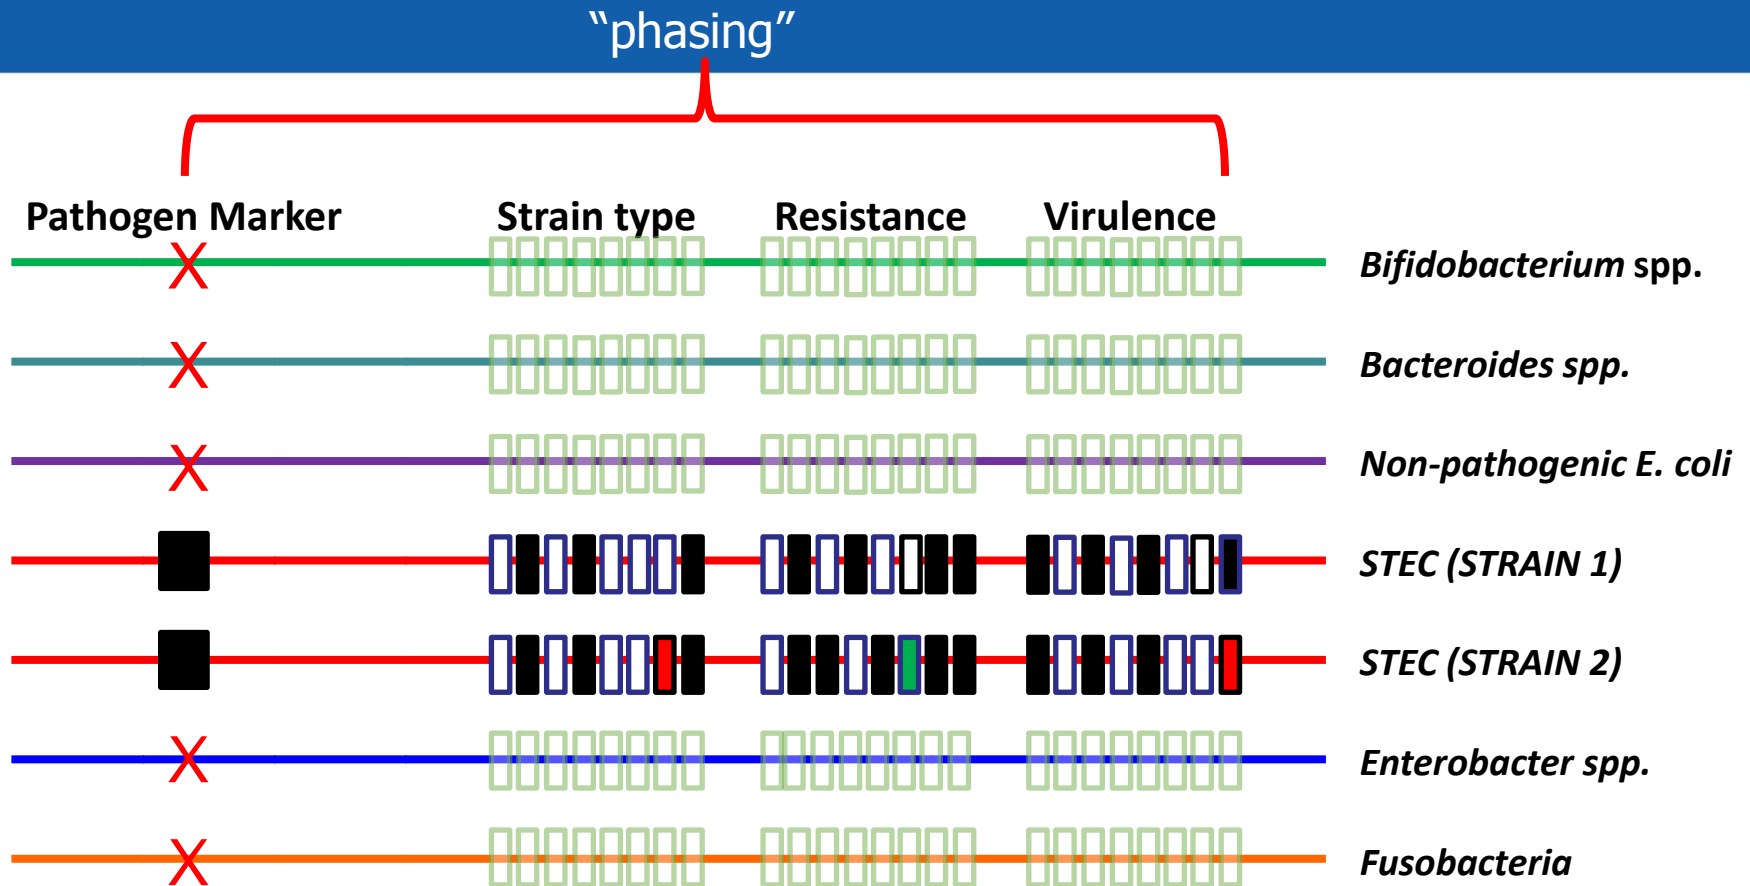 “phasing”
Pathogen Marker Strain type Resistance Virulence
Bifidobacterium spp.
Bacteroides spp.
Non-pathogenic E. coli
STEC (STRAIN 1)
STEC (STRAIN 2)
Enterobacter spp.
Fusobacteria